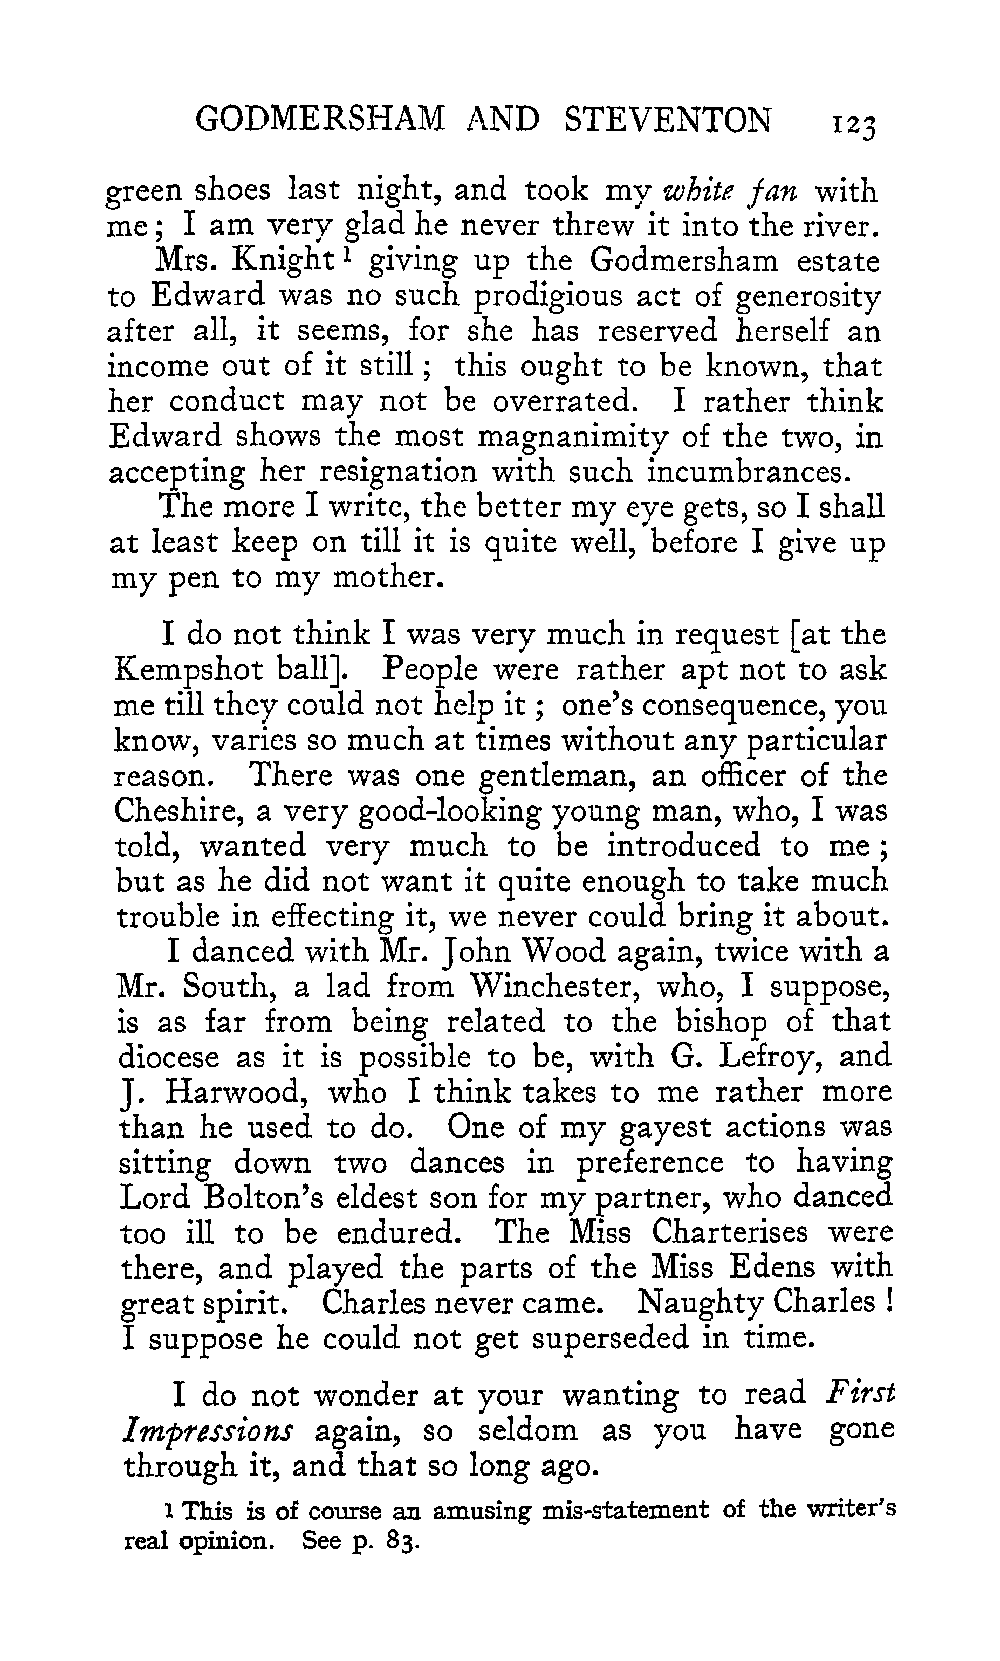 GODMERSHAM AND STEVENTON 123
green shoes last night, and took my white fan with
me; I am very glad he never threw it into the river.
Mrs. Knight¹ giving up the Godmersham estate
to Edward was no such prodigious act of generosity
after all, it seems, for she has reserved herself an
income out of it still; this ought to be known, that
her conduct may not be overrated. I rather think
Edward shows the most magnanimity of the two, in
accepting her resignation with such incumbrances.
The more I write, the better my eye gets, so I shall
at least keep on till it is quite well, before I give up
my pen to my mother.
I do not think I was very much in request [at the
Kempshot ball]. People were rather apt not to ask
me till they could not help it; one's consequence, you
know, varies so much at times without any particular
reason. There was one gentleman, an officer of the
Cheshire, a very good-looking young man, who, I was
told, wanted very much to be introduced to me;
but as he did not want it quite enough to take much
trouble in effecting it, we never could bring it about.
I danced with Mr. John Wood again, twice with a
Mr. South, a lad from Winchester, who, I suppose,
is as far from being related to the bishop of that
diocese as it is possible to be, with G. Lefroy, and
J. Harwood, who I think takes to me rather more
than he used to do. One of my gayest actions was
sitting down two dances in preference to having
Lord Bolton's eldest son for my partner, who danced
too ill to be endured. The Miss Charterises were
there, and played the parts of the Miss Edens with
great spirit. Charles never came. Naughty Charles!
I suppose he could not get superseded in time.
I do not wonder at your wanting to read First
Impressions again, so seldom as you have gone
through it, and that so long ago.
1 This is of course an amusing mis-statement of the writer's
real opinion. See p. 83.